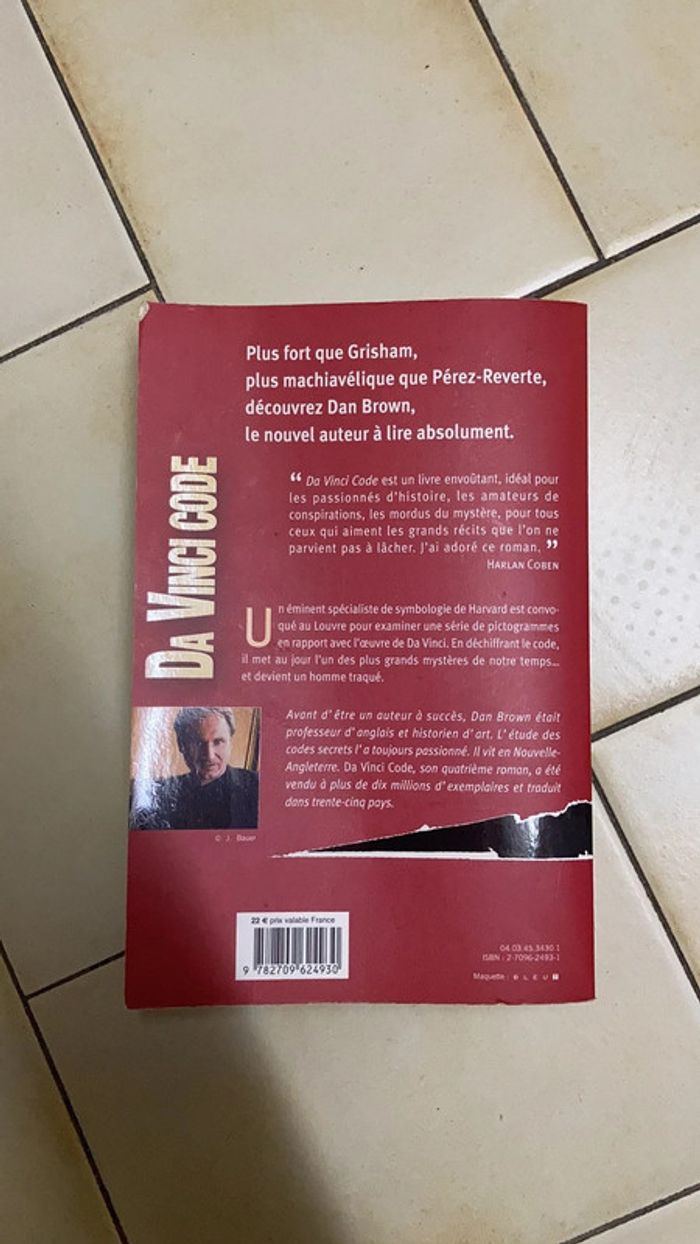 Plus fort que Grisham,
plus machiavélique que Pérez-Reverte,
découvrez Dan Brown,
le nouvel auteur à lire absolument.
DA VINCI CODE
“ Da Vinci Code est un livre envoûtant, idéal pour
les passionnés d'histoire, les amateurs de
conspirations, les mordus du mystère, pour tous
ceux qui aiment les grands récits que l'on ne
parvient pas à lâcher. J'ai adoré ce roman. ”
HARLAN COBEN
Un éminent spécialiste de symbologie de Harvard est convo-
qué au Louvre pour examiner une série de pictogrammes
en rapport avec l'œuvre de Da Vinci. En déchiffrant le code,
il met au jour l'un des plus grands mystères de notre temps...
et devient un homme traqué.
Avant d'être un auteur à succès, Dan Brown était
professeur d'anglais et historien d'art. L'étude des
codes secrets l'a toujours passionné. Il vit en Nouvelle-
Angleterre. Da Vinci Code, son quatrième roman, a été
vendu à plus de dix millions d'exemplaires et traduit
dans trente-cinq pays.
© J. Bauer
22 € prix valable France
9 782709 624930
04.03.45.3430.1
ISBN : 2-7096-2493-1
Maquette : BLEUT